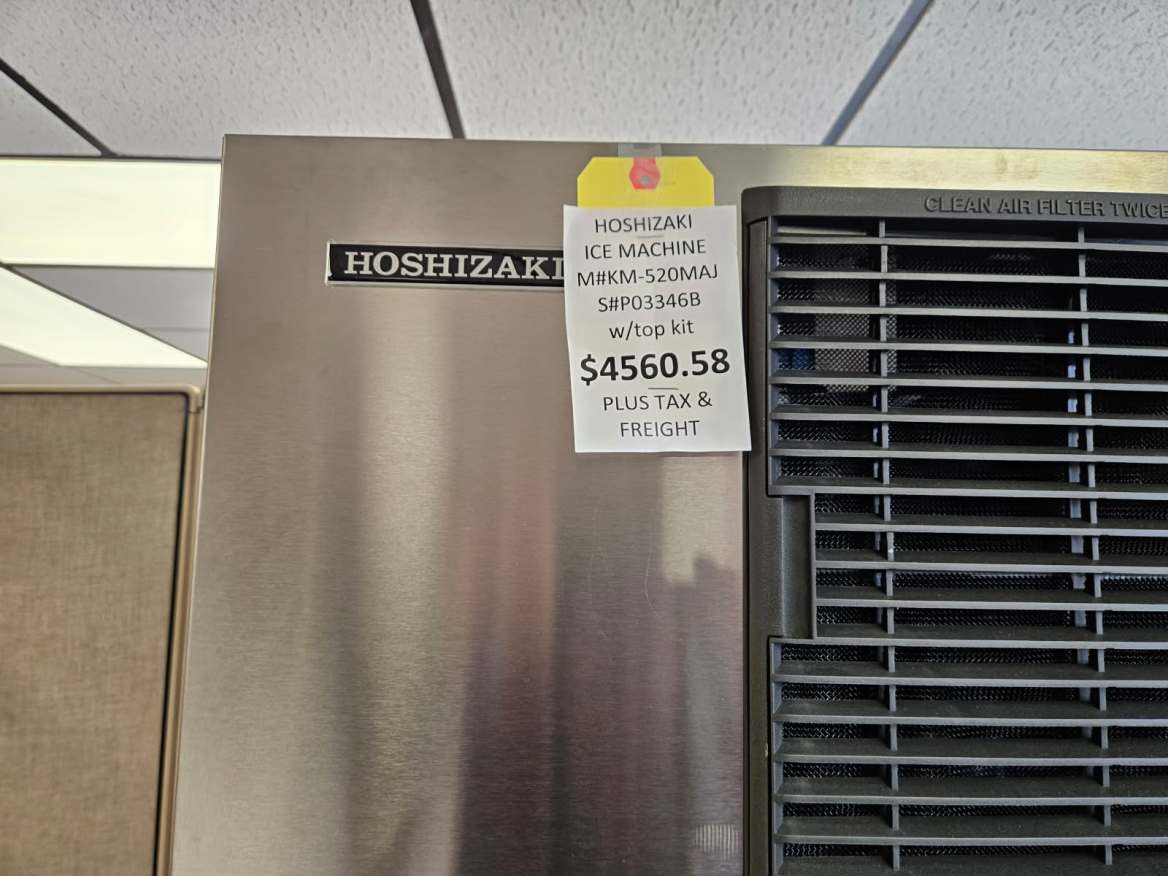 CLEAN AIR FILTER TWICE
HOSHIZAKI
HOSHIZAKI
ICE MACHINE
M#KM-520MAJ
S#P03346B
w/top kit
$4560.58
PLUS TAX &
FREIGHT